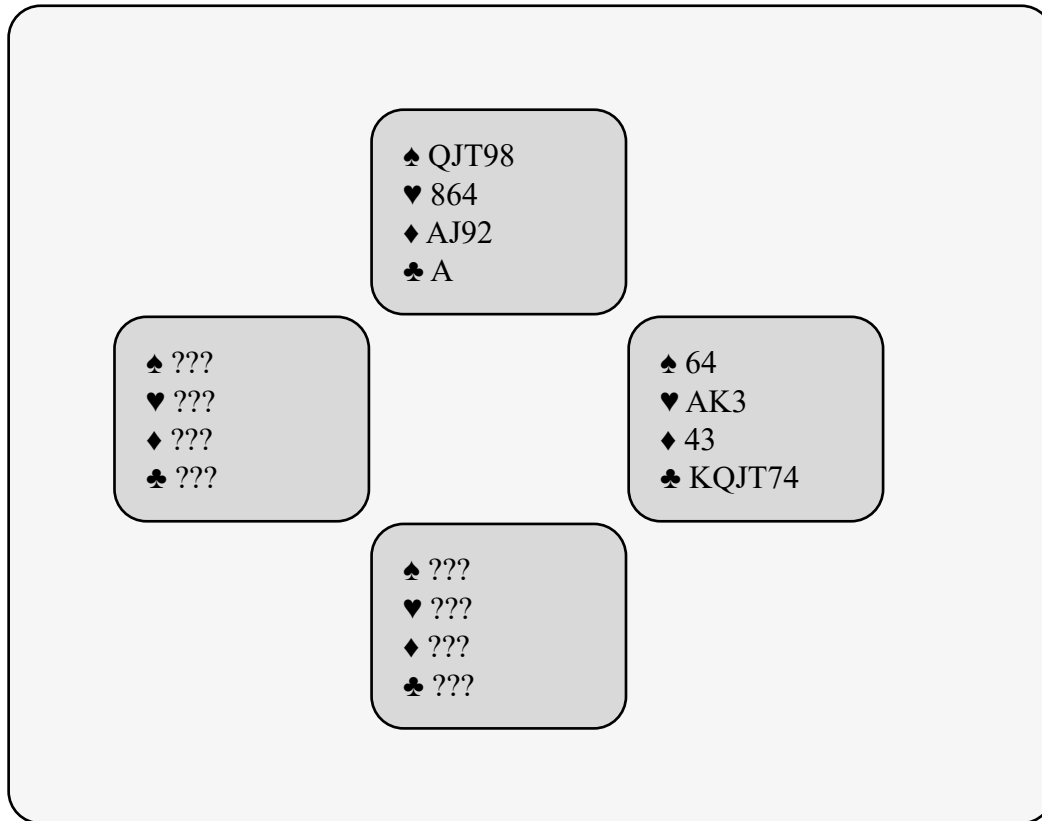 ♠ QJT98
♥ 864
♦ AJ92
♣ A
♠ ???
♥ ???
♦ ???
♣ ???
♠ 64
♥ AK3
♦ 43
♣ KQJT74
♠ ???
♥ ???
♦ ???
♣ ???